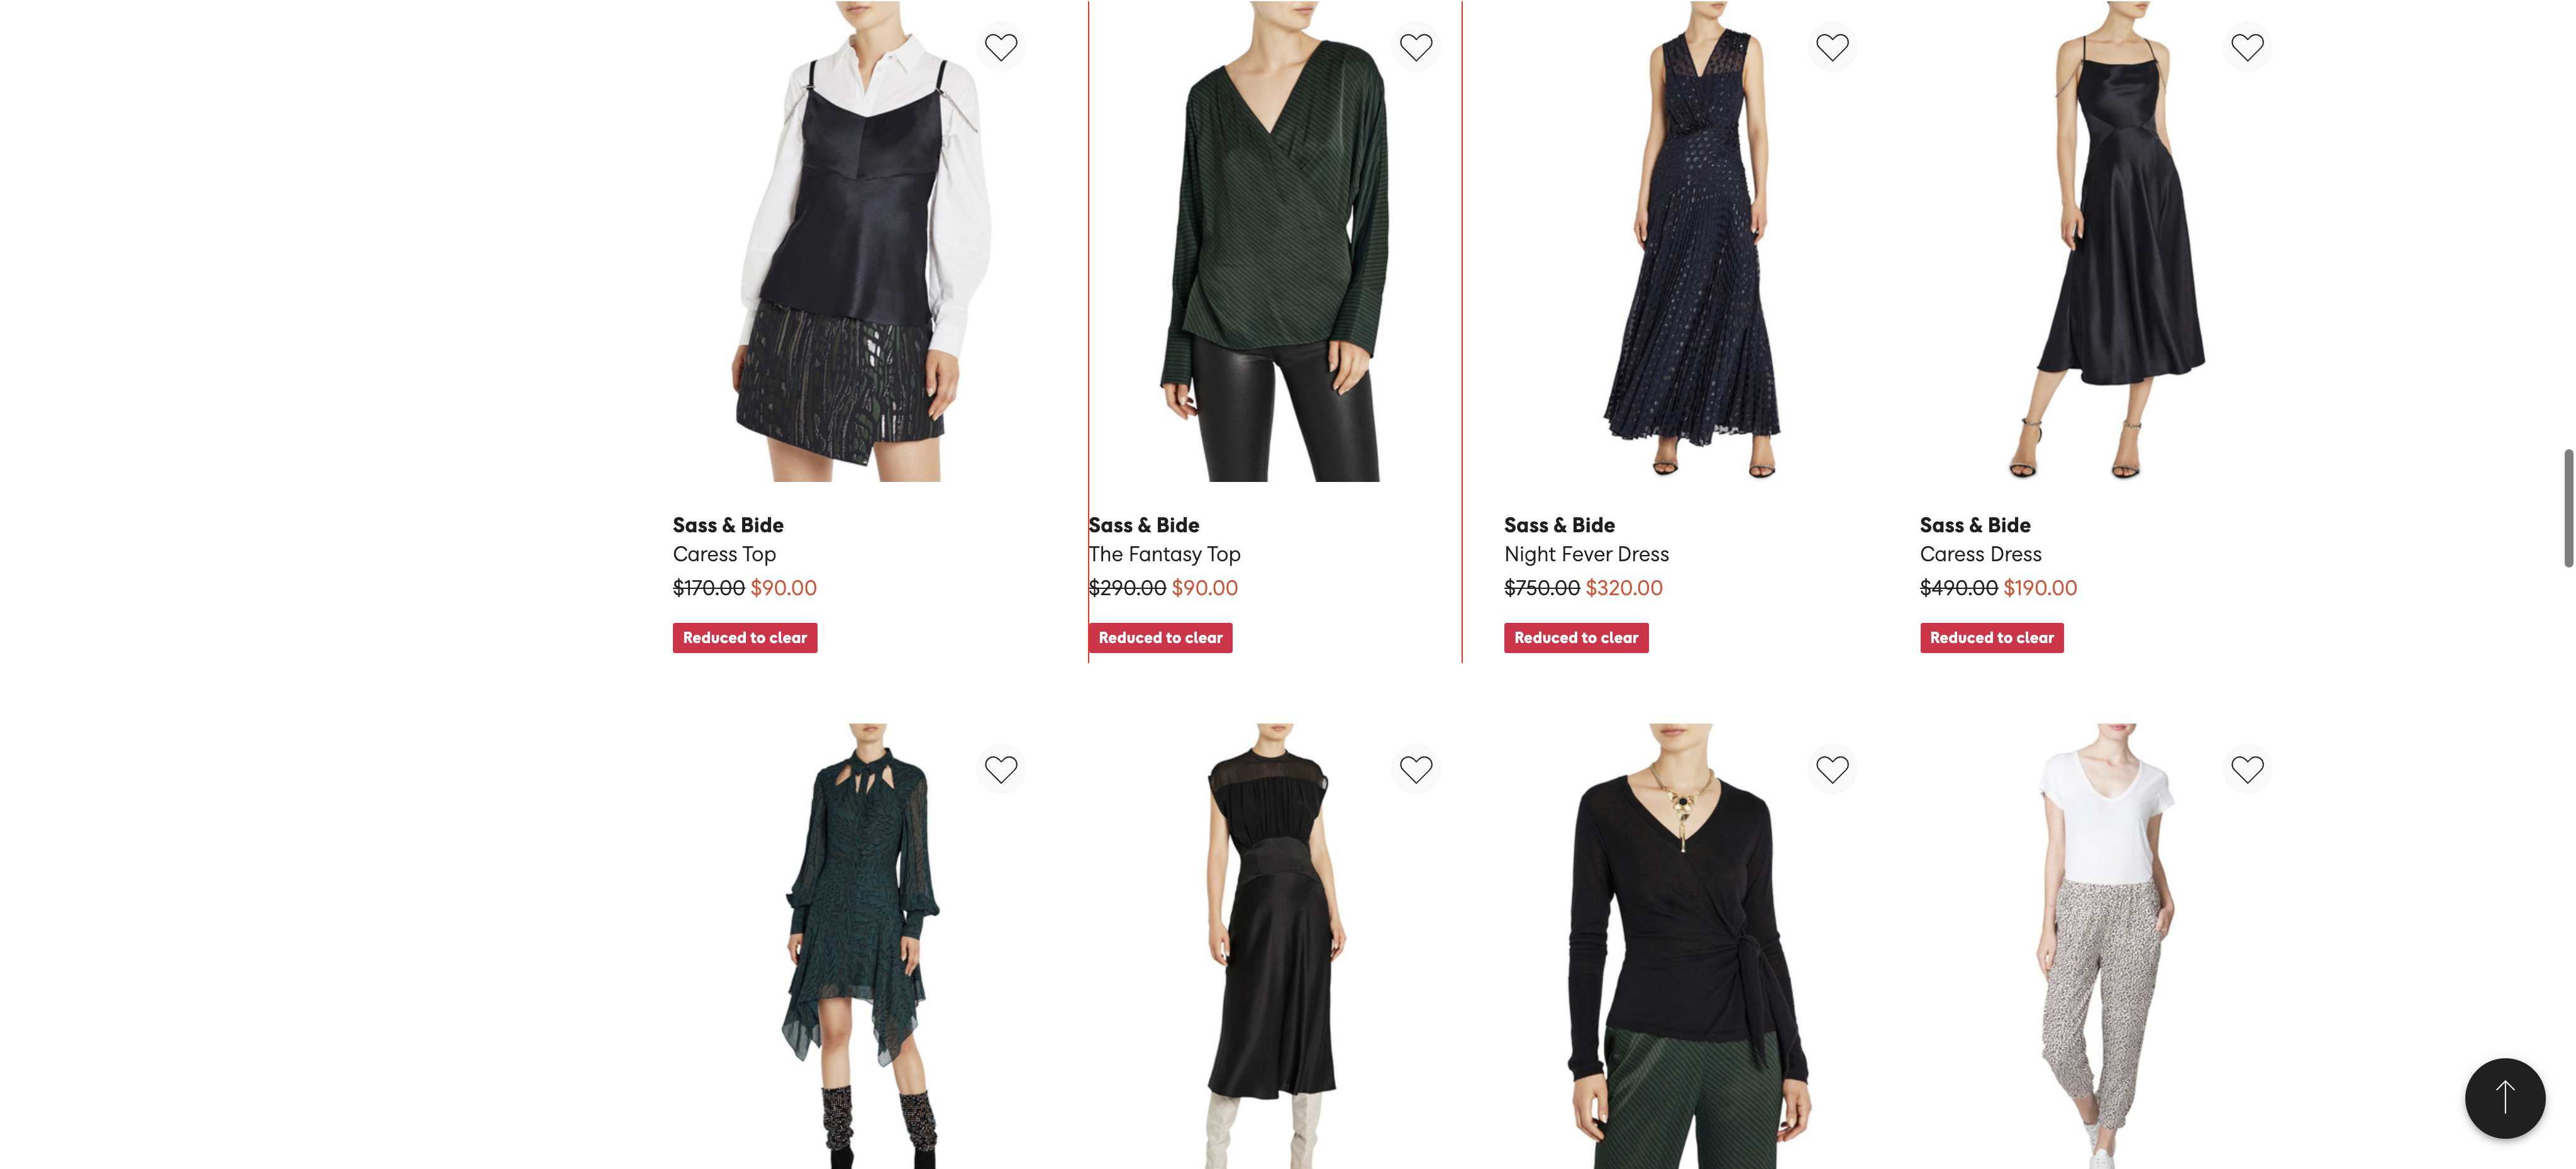 Sass & Bide
Caress Top
$170.00 $90.00
Reduced to clear
Sass & Bide
The Fantasy Top
$290.00 $90.00
Reduced to clear
Sass & Bide
Night Fever Dress
$750.00 $320.00
Reduced to clear
Sass & Bide
Caress Dress
$490.00 $190.00
Reduced to clear